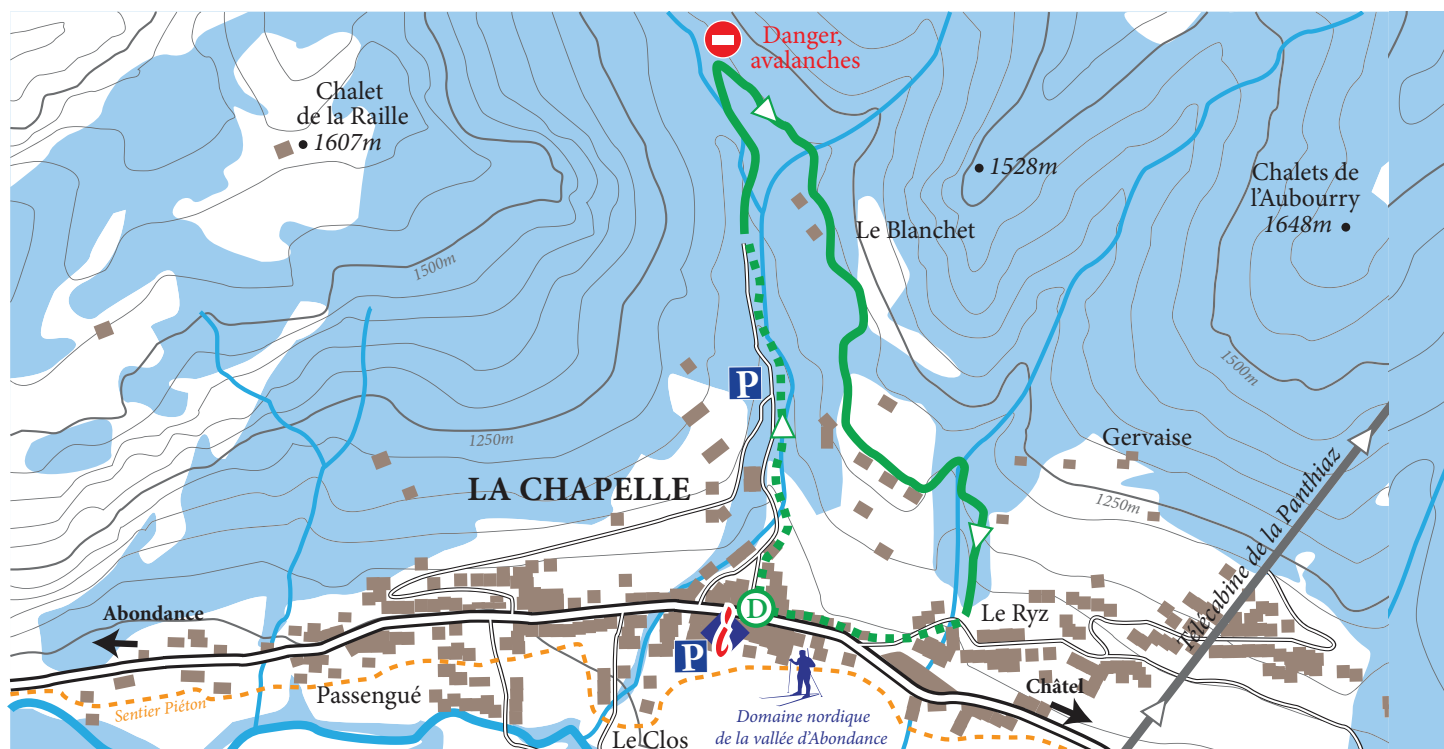 Danger,
avalanches
Chalet
de la Raille
1607m
1528m
Chalets de
l'Aubourry
1648m
Le Blanchet
1500m
1500m
P
1250m
Gervaise
LA CHAPELLE
1250m
Télécabine de la Panthiaz
Abondance
D
Le Ryz
i
P
Passengué
Châtel
Sentier Piéton
Domaine nordique
de la vallée d'Abondance
Le Clos